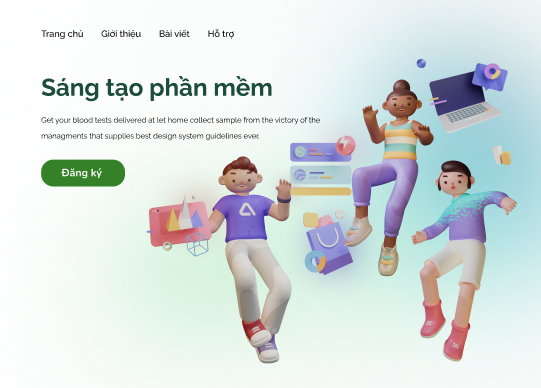 Trang chủ Giới thiệu Bài viết Hỗ trợ
Sáng tạo phần mềm
Get your blood tests delivered at let home collect sample from the victory of the
managments that supplies best design system guidelines ever.
Đăng ký